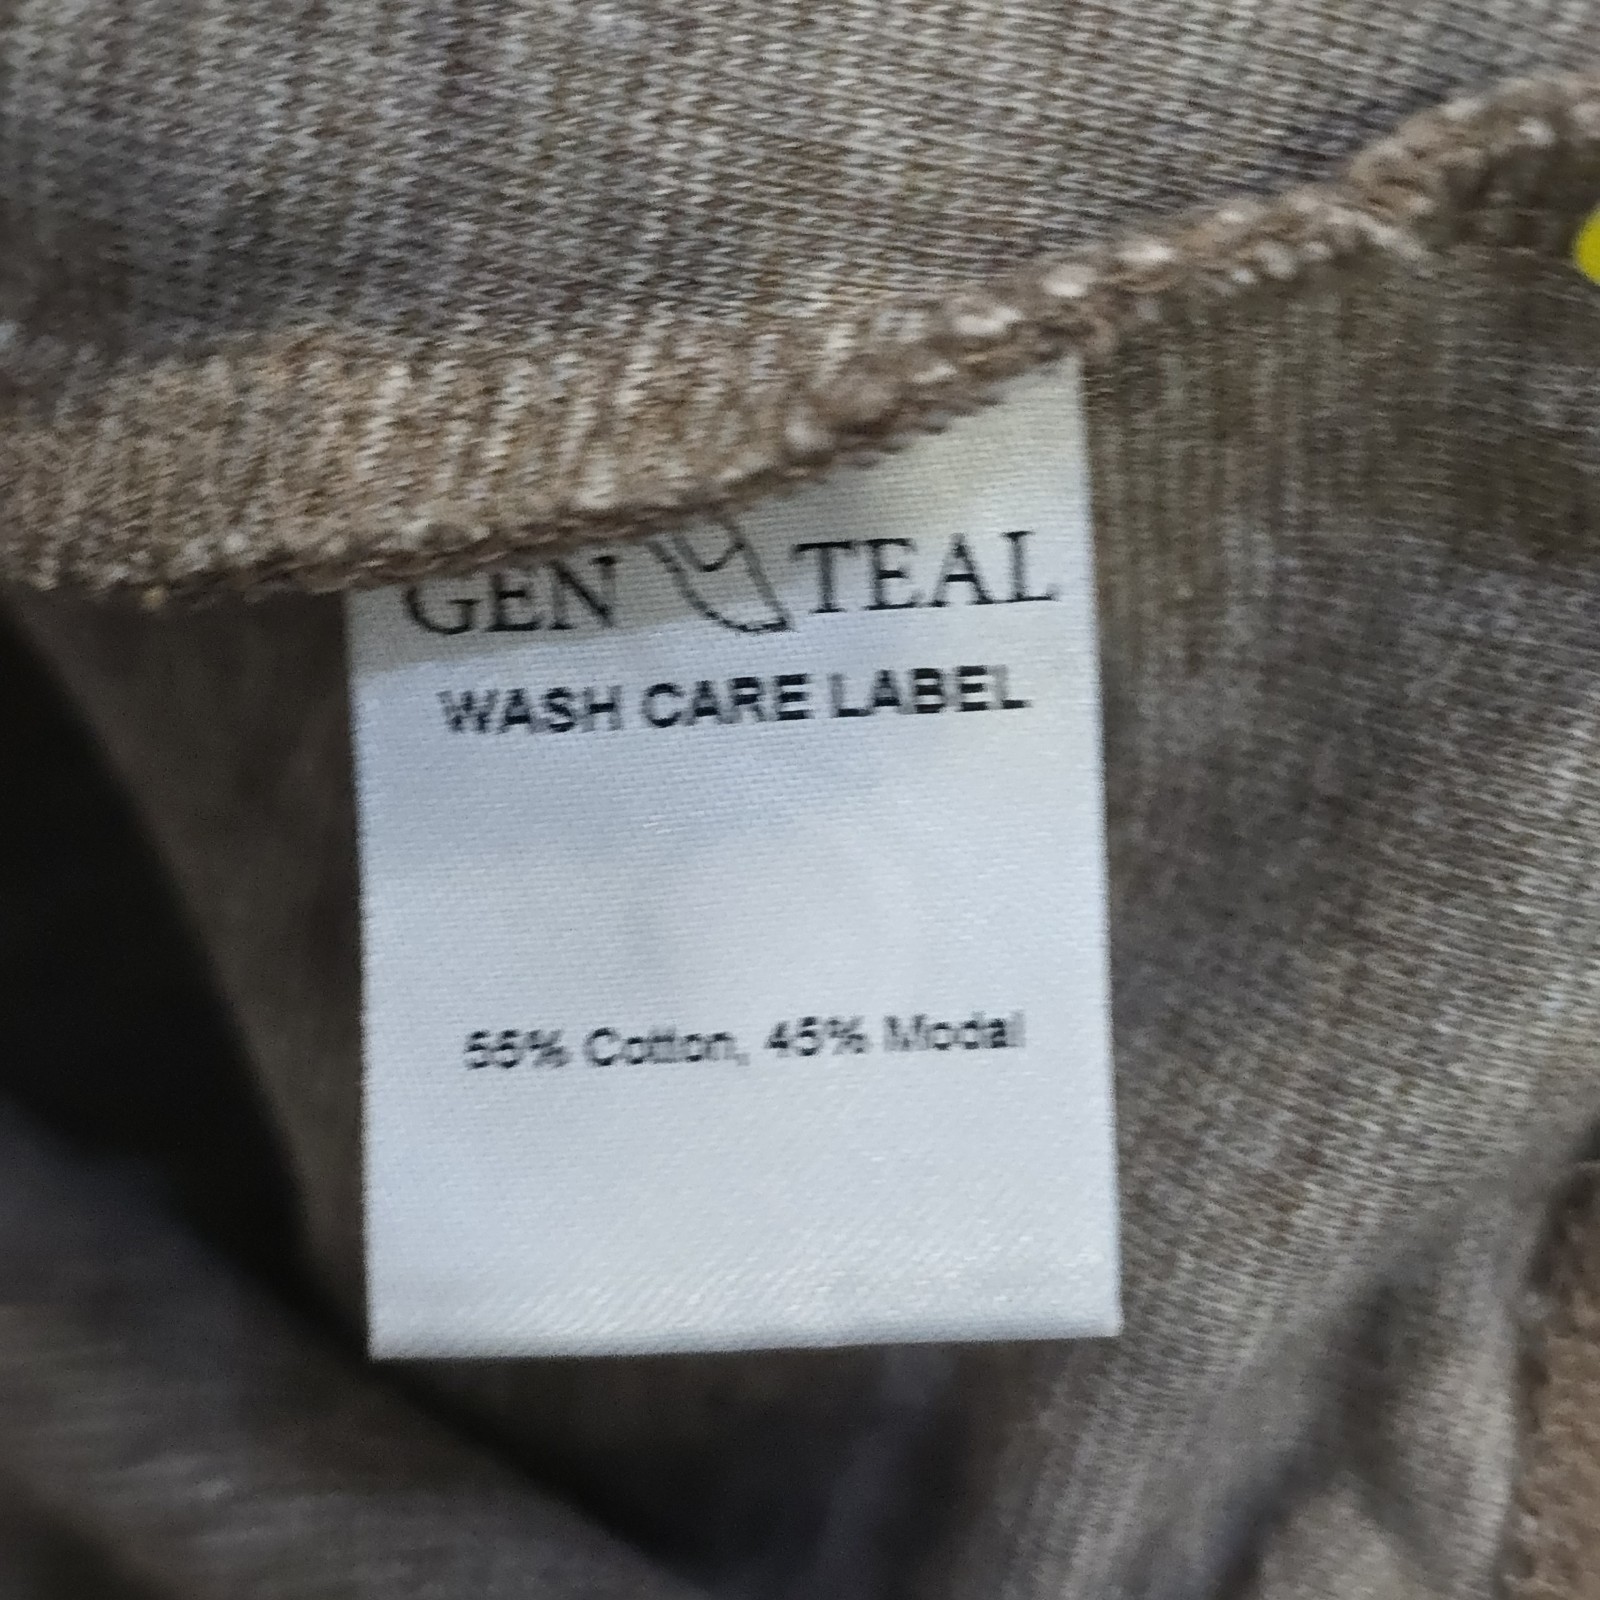 GEN TEAL
WASH CARE LABEL
55% Cotton, 45% Modal